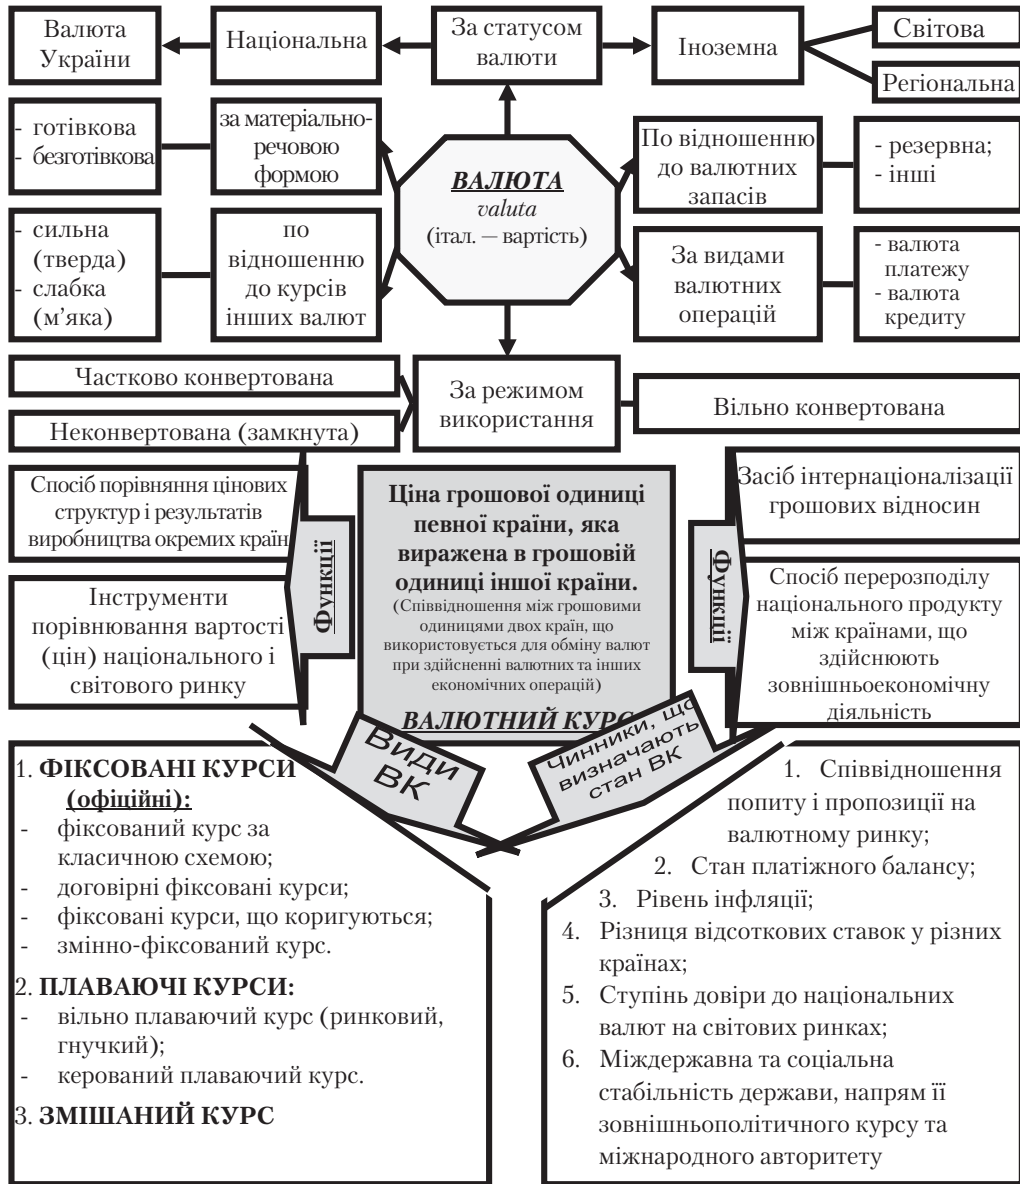 Валюта
України
Національна
За статусом
валюти
Іноземна
Світова
Регіональна
- готівкова
- безготівкова
за матеріально-
речовою
формою
ВАЛЮТА
valuta
(італ. — вартість)
По відношенню
до валютних
запасів
- резервна;
- інші
- сильна
(тверда)
- слабка
(м’яка)
по
відношенню
до курсів
інших валют
За видами
валютних
операцій
- валюта
платежу
- валюта
кредиту
Частково конвертована
Неконвертована (замкнута)
За режимом
використання
Вільно конвертована
Спосіб порівняння цінових
структур і результатів
виробництва окремих країн
Інструменти
порівнювання вартості
(цін) національного і
світового ринку
Функції
Ціна грошової одиниці
певної країни, яка
виражена в грошовій
одиниці іншої країни.
(Співвідношення між грошовими
одиницями двох країн, що
використовується для обміну валют
при здійсненні валютних та інших
економічних операцій)
ВАЛЮТНИЙ КУРС
Функції
Засіб інтернаціоналізації
грошових відносин
Спосіб перерозподілу
національного продукту
між країнами, що
здійснюють
зовнішньоекономічну
діяльність
Види
ВК
Чинники, що
визначають
стан ВК
1. ФІКСОВАНІ КУРСИ
(офіційні):
- фіксований курс за
класичною схемою;
- договірні фіксовані курси;
- фіксовані курси, що коригуються;
- змінно-фіксований курс.
2. ПЛАВАЮЧІ КУРСИ:
- вільно плаваючий курс (ринковий,
гнучкий);
- керований плаваючий курс.
3. ЗМІШАНИЙ КУРС
1. Співвідношення
попиту і пропозиції на
валютному ринку;
2. Стан платіжного балансу;
3. Рівень інфляції;
4. Різниця відсоткових ставок у різних
країнах;
5. Ступінь довіри до національних
валют на світових ринках;
6. Міждержавна та соціальна
стабільність держави, напрям її
зовнішньополітичного курсу та
міжнародного авторитету